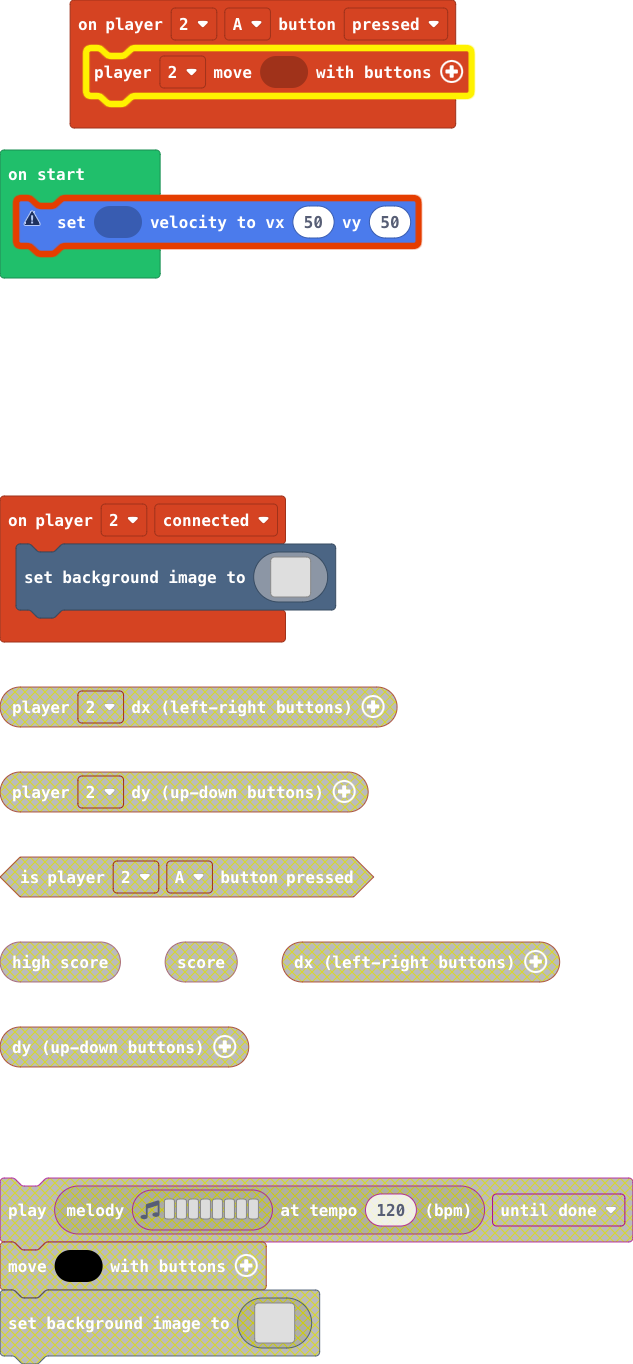 on player 2 A button pressed
player 2 move with buttons
on start
set velocity to vx 50 vy 50
on player 2 connected
set background image to
player 2 dx (left-right buttons)
player 2 dy (up-down buttons)
is player 2 A button pressed
high score score dx (left-right buttons)
dy (up-down buttons)
play melody at tempo 120 (bpm) until done
move with buttons
set background image to